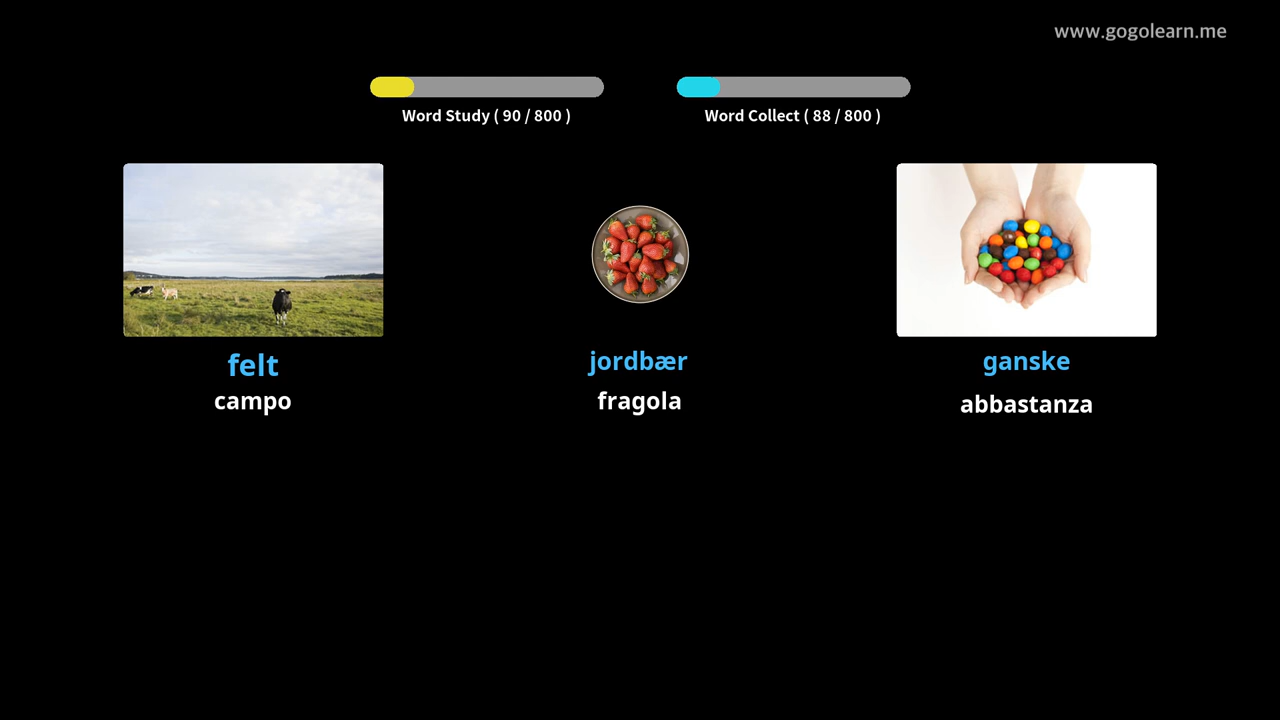 www.gogolearn.me
Word Study ( 90 / 800 )
Word Collect ( 88 / 800 )
felt
campo
jordbær
fragola
ganske
abbastanza